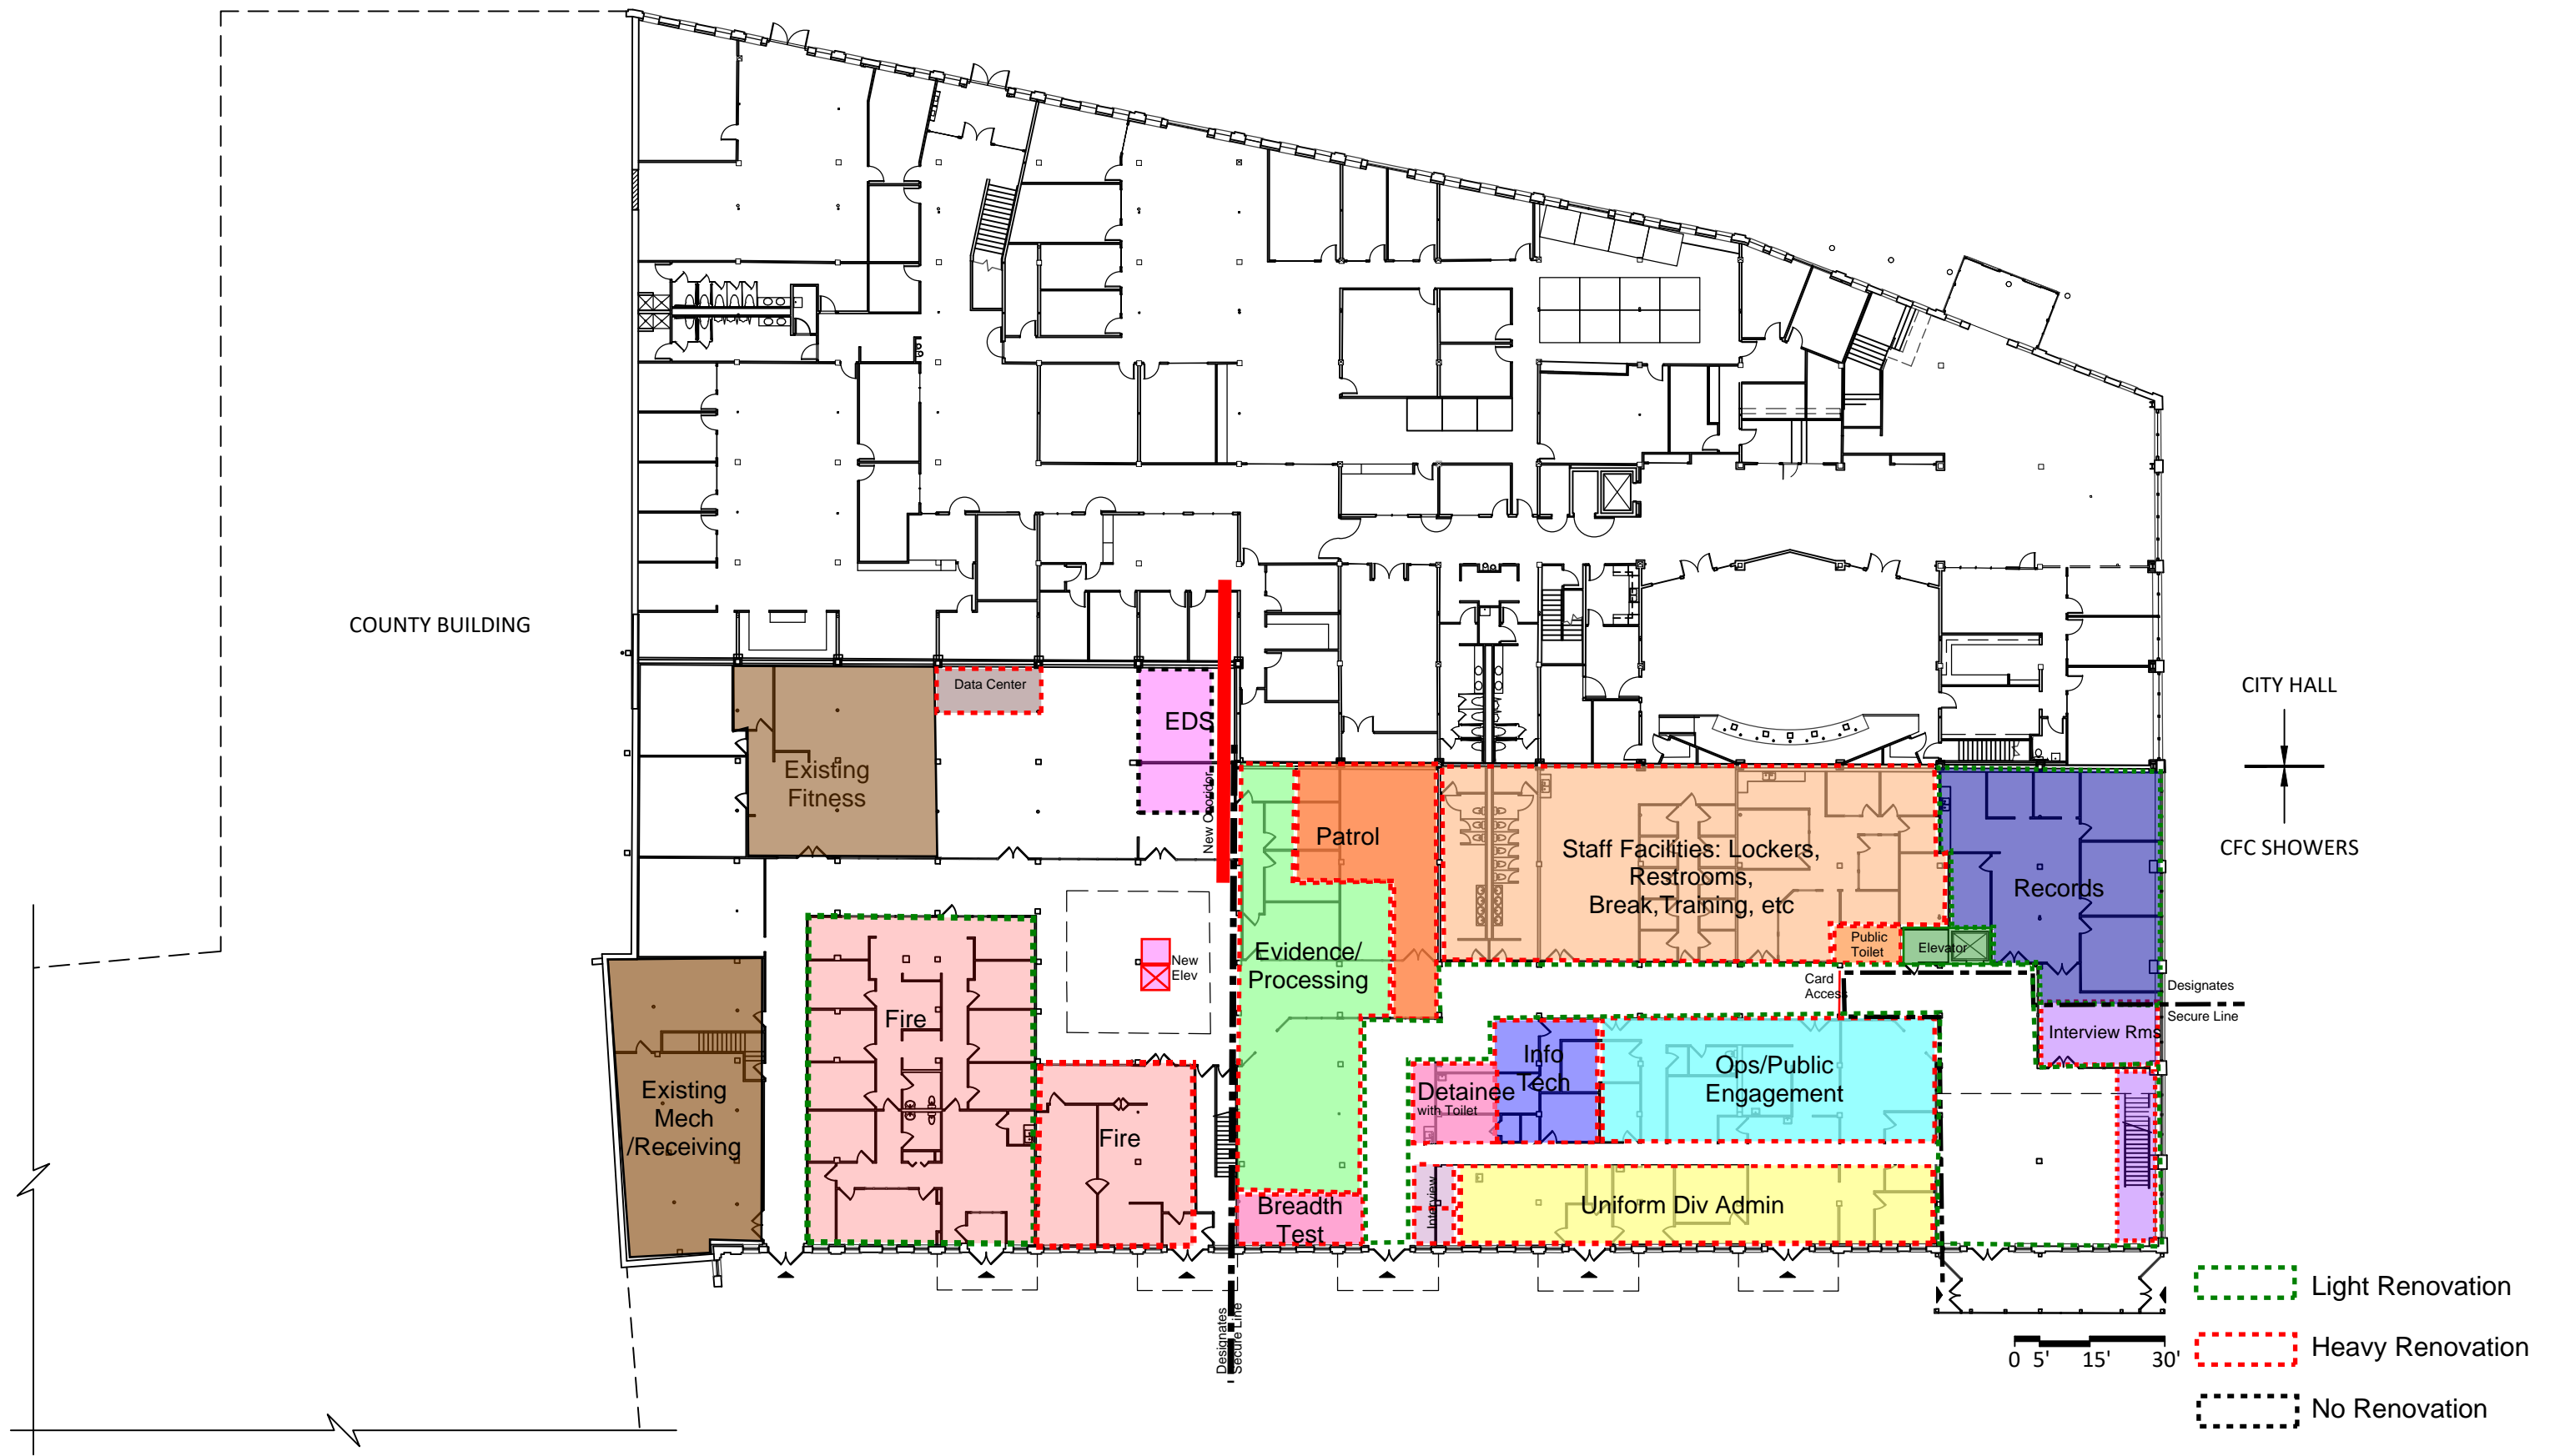 COUNTY BUILDING
CITY HALL
CFC SHOWERS
Data Center
EDS
Existing
Fitness
New Cooridor
Patrol
Staff Facilities: Lockers,
Restrooms,
Break,Training, etc
Records
Public
Toilet
Elevator
Evidence/
Processing
New
Elev
Card
Access
Designates
Secure Line
Interview Rms
Fire
Info
Tech
Ops/Public
Engagement
Detainee
with Toilet
Existing
Mech
/Receiving
Fire
Breadth
Test
Interview
Uniform Div Admin
Designates
Secure Line
Light Renovation
Heavy Renovation
No Renovation
0 5' 15' 30'